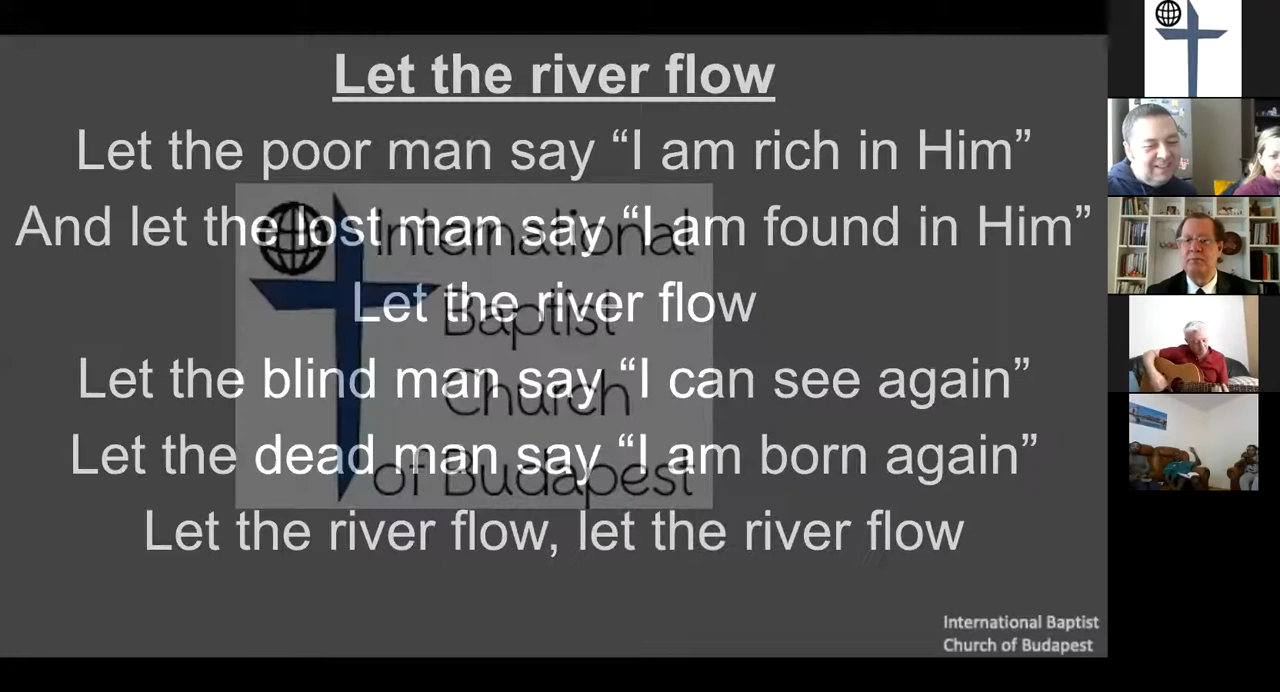 Let the river flow
Let the poor man say “I am rich in Him”
And let the lost man say “I am found in Him”
Let the river flow
Let the blind man say “I can see again”
Let the dead man say “I am born again”
Let the river flow, let the river flow
International
Baptist
Church
of Budapest
International Baptist
Church of Budapest